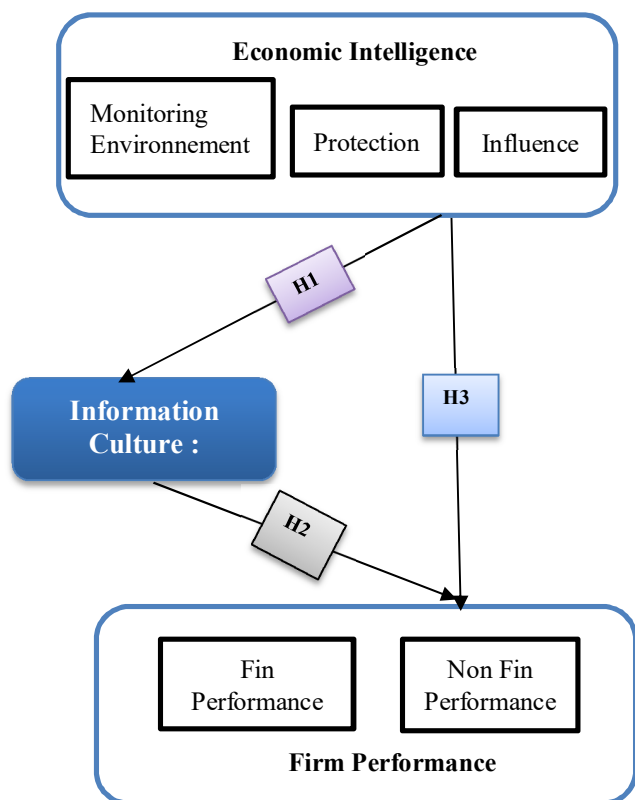 Economic Intelligence
Monitoring
Environnement
Protection
Influence
H1
Information
Culture :
H3
H2
Fin
Performance
Non Fin
Performance
Firm Performance